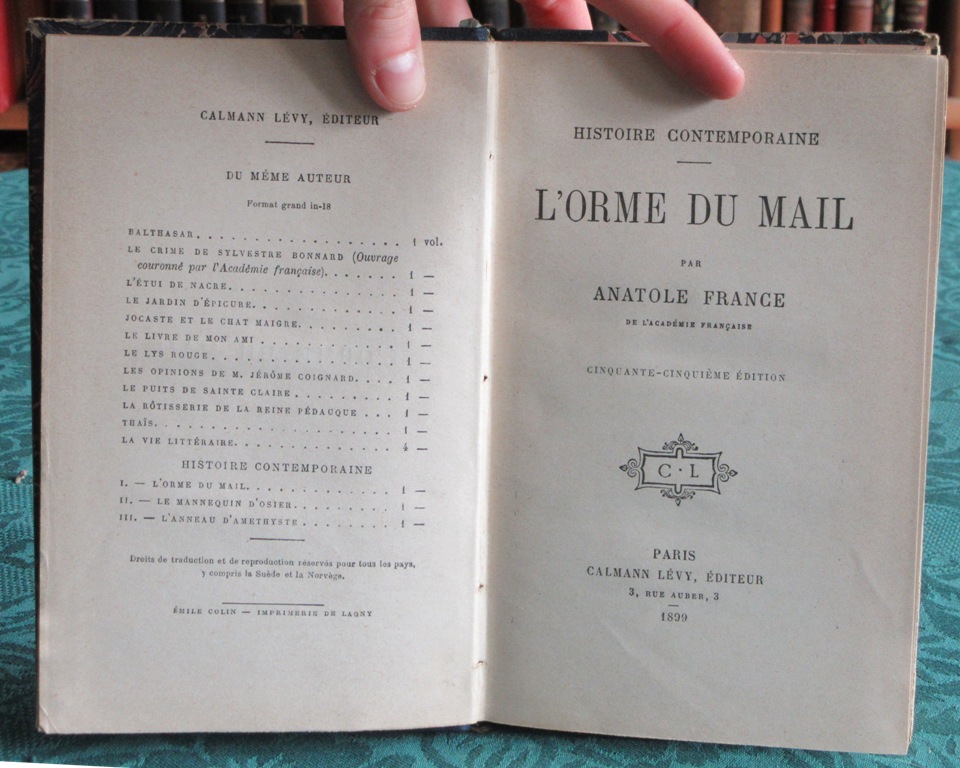 CALMANN LÉVY, ÉDITEUR
DU MÊME AUTEUR
Format grand in-18
BALTHASAR. . . . . . . . . . . . . . . . . . 1 vol.
LE CRIME DE SYLVESTRE BONNARD (Ouvrage
couronné par l'Académie française). . . . . . . 1 —
L'ÉTUI DE NACRE. . . . . . . . . . . . . . . 1 —
LE JARDIN D'ÉPICURE. . . . . . . . . . . . . 1 —
JOCASTE ET LE CHAT MAIGRE. . . . . . . . . 1 —
LE LIVRE DE MON AMI . . . . . . . . . . . . 1 —
LE LYS ROUGE. . . . . . . . . . . . . . . . 1 —
LES OPINIONS DE M. JÉRÔME COIGNARD. . . . 1 —
LE PUITS DE SAINTE CLAIRE . . . . . . . . . 1 —
LA RÔTISSERIE DE LA REINE PÉDAUQUE . . . 1 —
THAÏS. . . . . . . . . . . . . . . . . . . . 1 —
LA VIE LITTÉRAIRE. . . . . . . . . . . . . . 4 —
HISTOIRE CONTEMPORAINE
I. — L'ORME DU MAIL. . . . . . . . . . . . 1 —
II. — LE MANNEQUIN D'OSIER. . . . . . . . . 1 —
III. — L'ANNEAU D'AMETHYSTE . . . . . . . . 1 —
Droits de traduction et de reproduction réservés pour tous les pays,
y compris la Suède et la Norvège.
ÉMILE COLIN — IMPRIMERIE DE LAGNY
HISTOIRE CONTEMPORAINE
L'ORME DU MAIL
PAR
ANATOLE FRANCE
DE L'ACADÉMIE FRANÇAISE
CINQUANTE-CINQUIÈME ÉDITION
C · L
PARIS
CALMANN LÉVY, ÉDITEUR
3, RUE AUBER, 3
1899